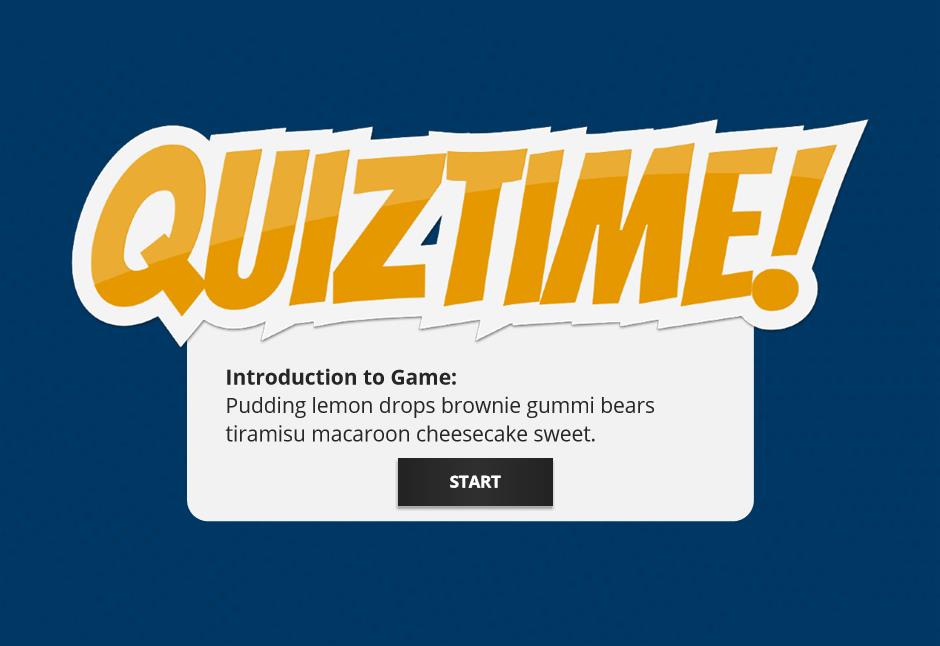 QUIZTIME!
Introduction to Game:
Pudding lemon drops brownie gummi bears
tiramisu macaroon cheesecake sweet.
START